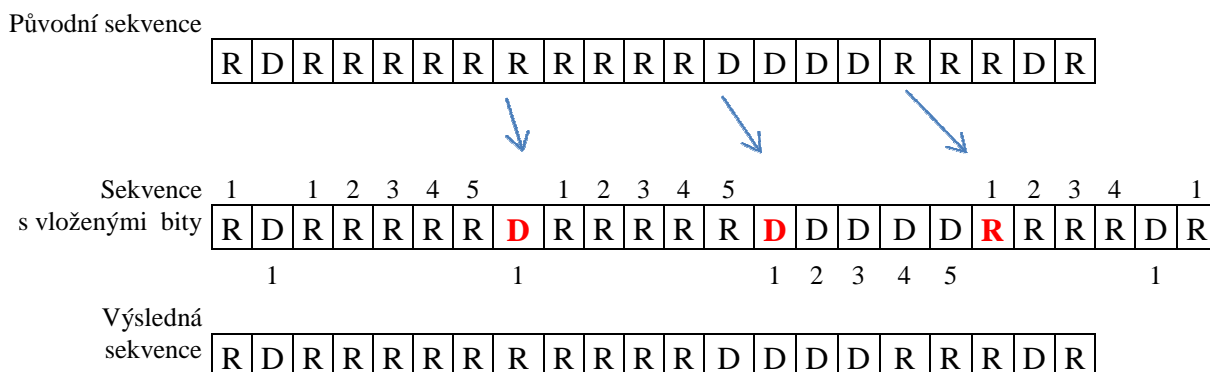 Původní sekvence
R D R R R R R R R R R R D D D D R R R D R
Sekvence 1 1 2 3 4 5 1 2 3 4 5 1 2 3 4 1
s vloženými bity R D R R R R R D R R R R R D D D D D R R R R D R
1 1 1 2 3 4 5 1
Výsledná
sekvence R D R R R R R R R R R R D D D D R R R D R